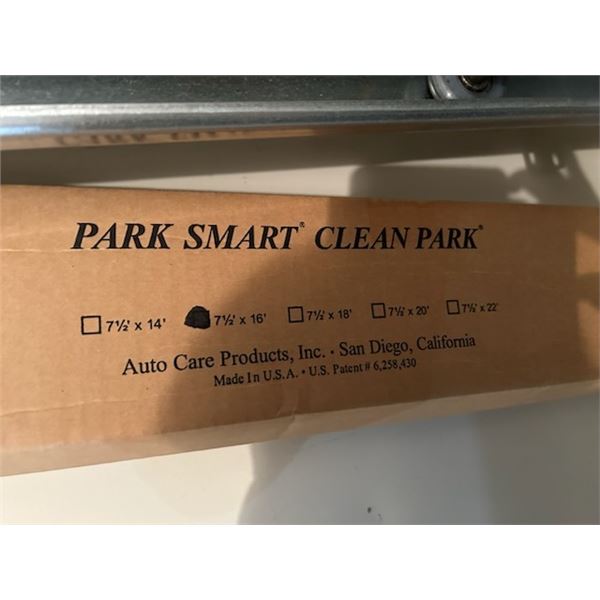 PARK SMART® CLEAN PARK®
7½' x 14' 7½' x 16' 7½' x 18' 7½' x 20' 7½' x 22'
Auto Care Products, Inc. • San Diego, California
Made In U.S.A. • U.S. Patent # 6,258,430